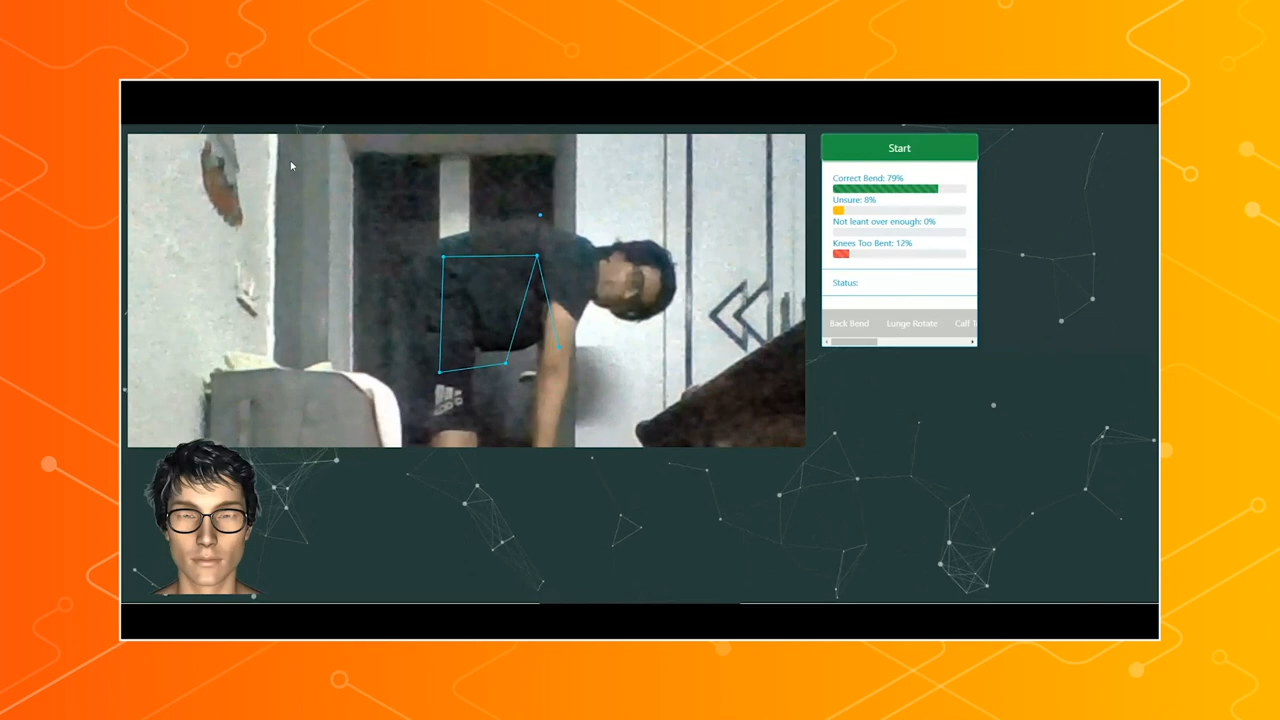 Start
Correct Bend: 79%
Unsure: 8%
Not leant over enough: 0%
Knees Too Bent: 12%
Status:
Back Bend Lunge Rotate Calf T